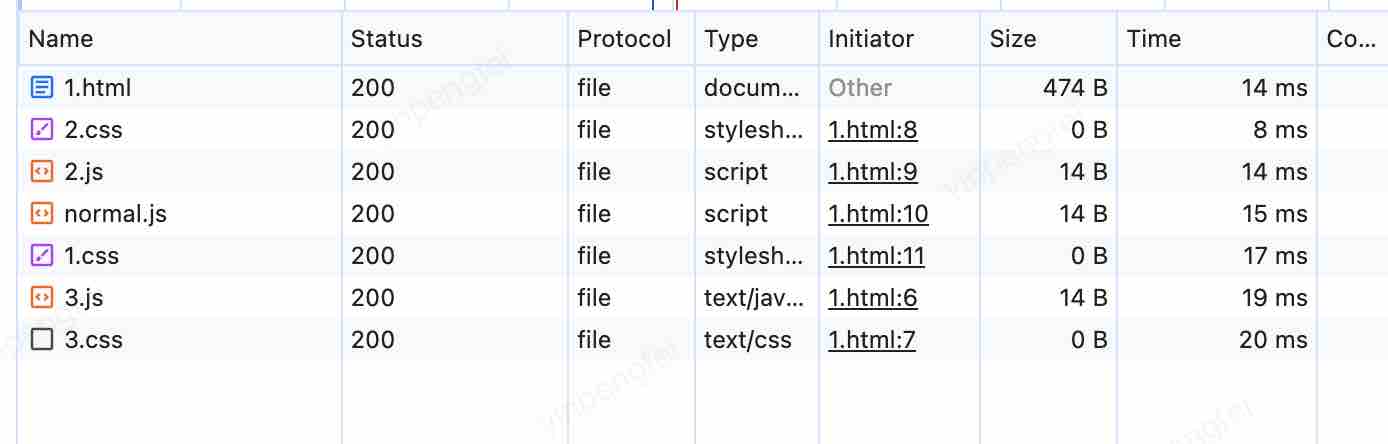 Name Status Protocol Type Initiator Size Time Co...
1.html 200 file docum... Other 474 B 14 ms
2.css 200 file stylesh... 1.html:8 0 B 8 ms
2.js 200 file script 1.html:9 14 B 14 ms
normal.js 200 file script 1.html:10 14 B 15 ms
1.css 200 file stylesh... 1.html:11 0 B 17 ms
3.js 200 file text/jav... 1.html:6 14 B 19 ms
3.css 200 file text/css 1.html:7 0 B 20 ms